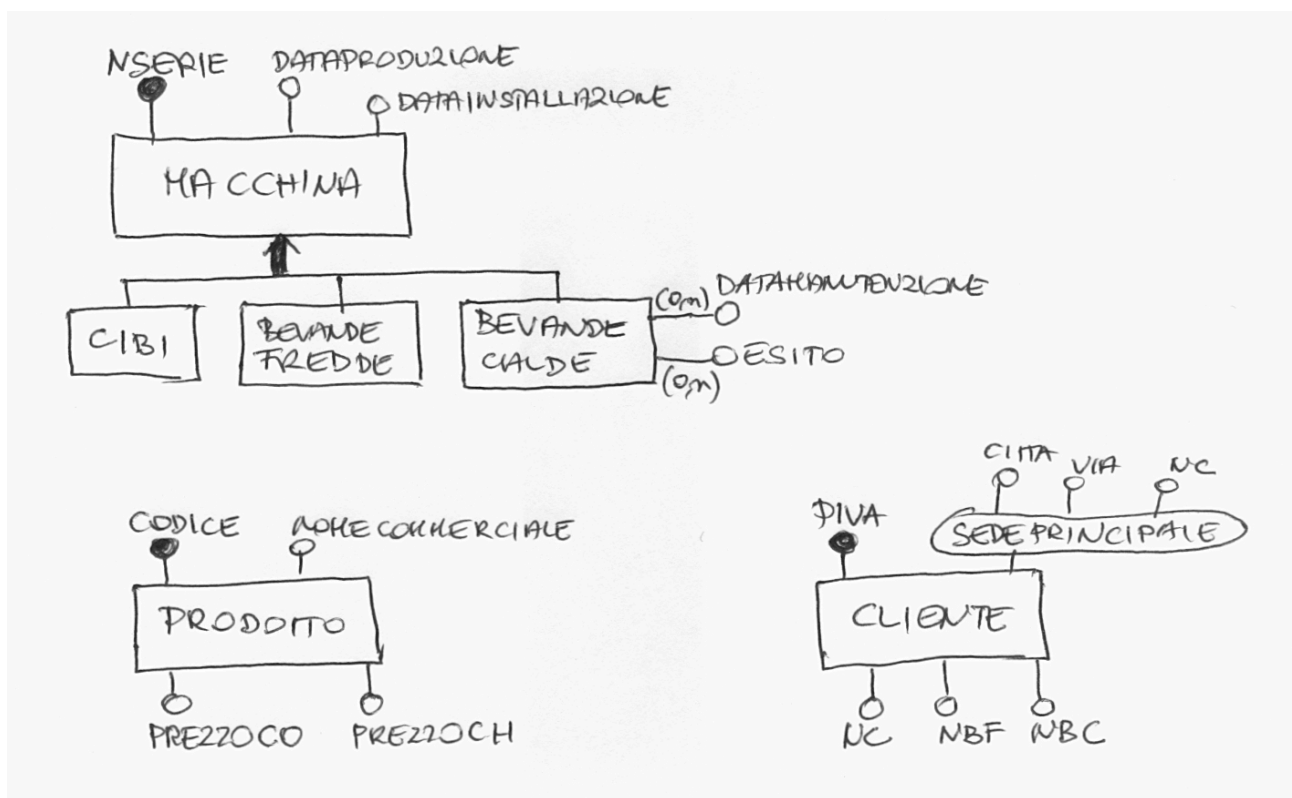 NSERIE DATAPRODUZIONE
DATAINSTALLAZIONE
MACCHINA
DATAMANUTENZIONE
(0,n)
CIBI
BEVANDE
FREDDE
BEVANDE
CALDE
ESITO
(0,n)
CITTA VIA NC
CODICE NOMECOMMERCIALE
PIVA
SEDEPRINCIPALE
PRODOTTO
CLIENTE
PREZZOCO PREZZOCH
NC NBF NBC